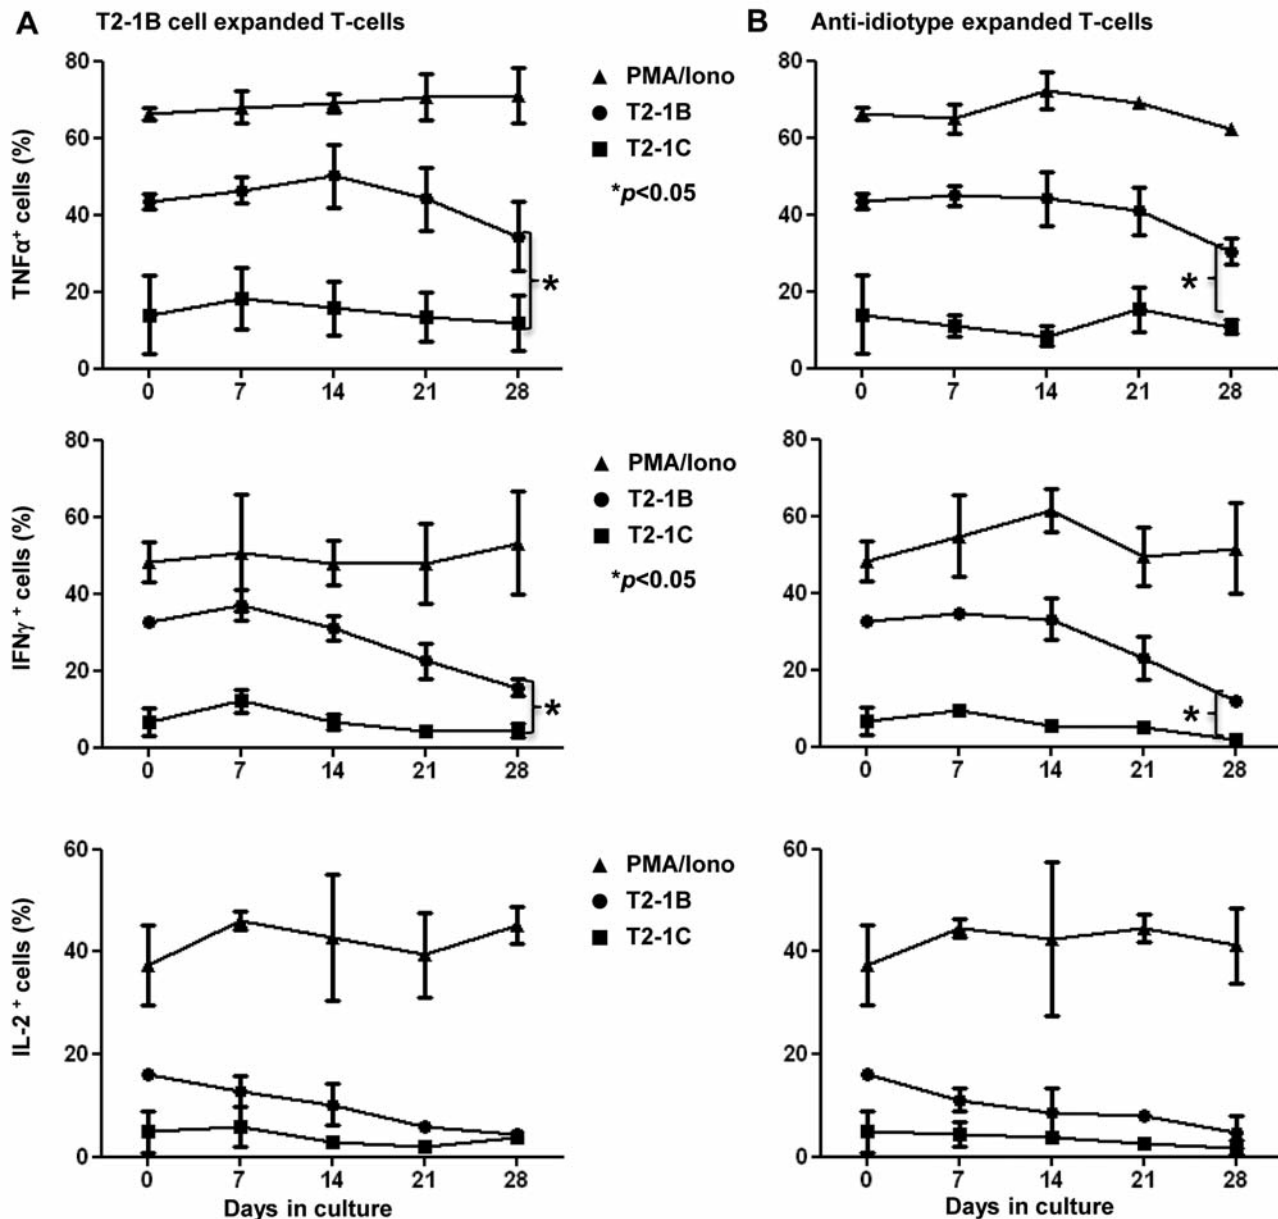 A T2-1B cell expanded T-cells
B Anti-idiotype expanded T-cells
TNFα⁺ cells (%)
80
60
40
20
0
0 7 14 21 28
PMA/Iono
T2-1B
T2-1C
*p<0.05
*
80
60
40
20
0
0 7 14 21 28
*
IFNγ ⁺ cells (%)
80
60
40
20
0
0 7 14 21 28
PMA/Iono
T2-1B
T2-1C
*p<0.05
*
80
60
40
20
0
0 7 14 21 28
*
IL-2 ⁺ cells (%)
60
40
20
0
0 7 14 21 28
Days in culture
PMA/Iono
T2-1B
T2-1C
60
40
20
0
0 7 14 21 28
Days in culture